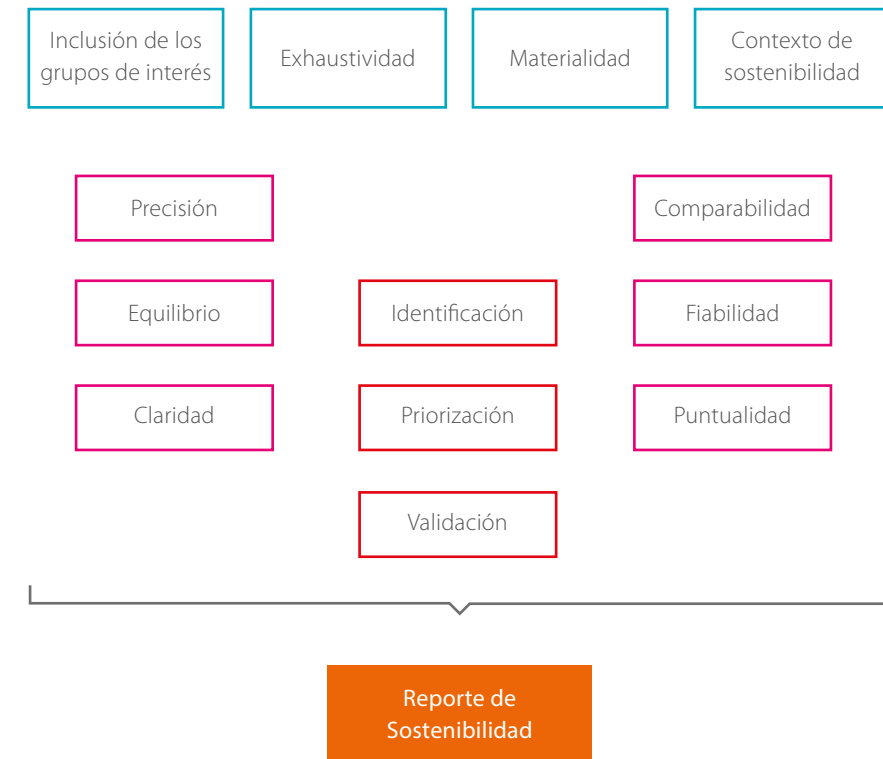 Inclusión de los
grupos de interés
Exhaustividad
Materialidad
Contexto de
sostenibilidad
Precisión
Comparabilidad
Equilibrio
Identificación
Fiabilidad
Claridad
Priorización
Puntualidad
Validación
Reporte de
Sostenibilidad